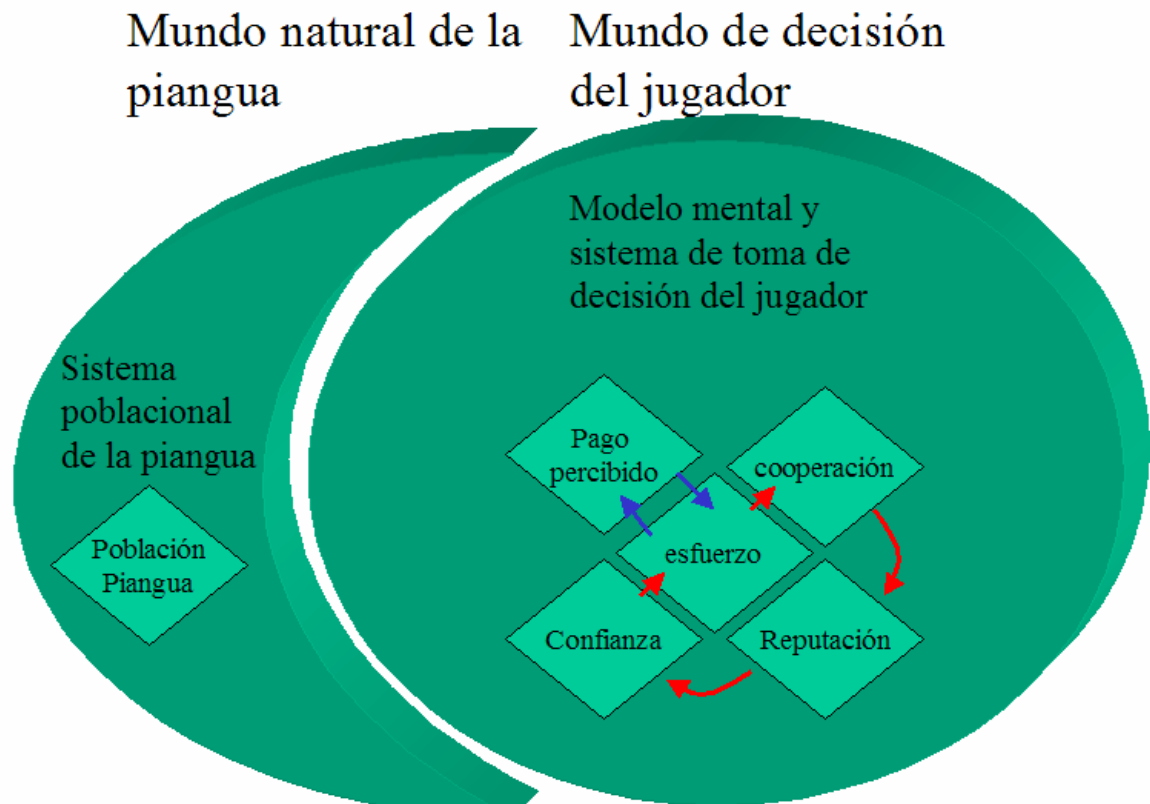 Mundo natural de la
piangua
Mundo de decisión
del jugador
Modelo mental y
sistema de toma de
decisión del jugador
Sistema
poblacional
de la piangua
Población
Piangua
Pago
percibido
cooperación
esfuerzo
Confianza
Reputación